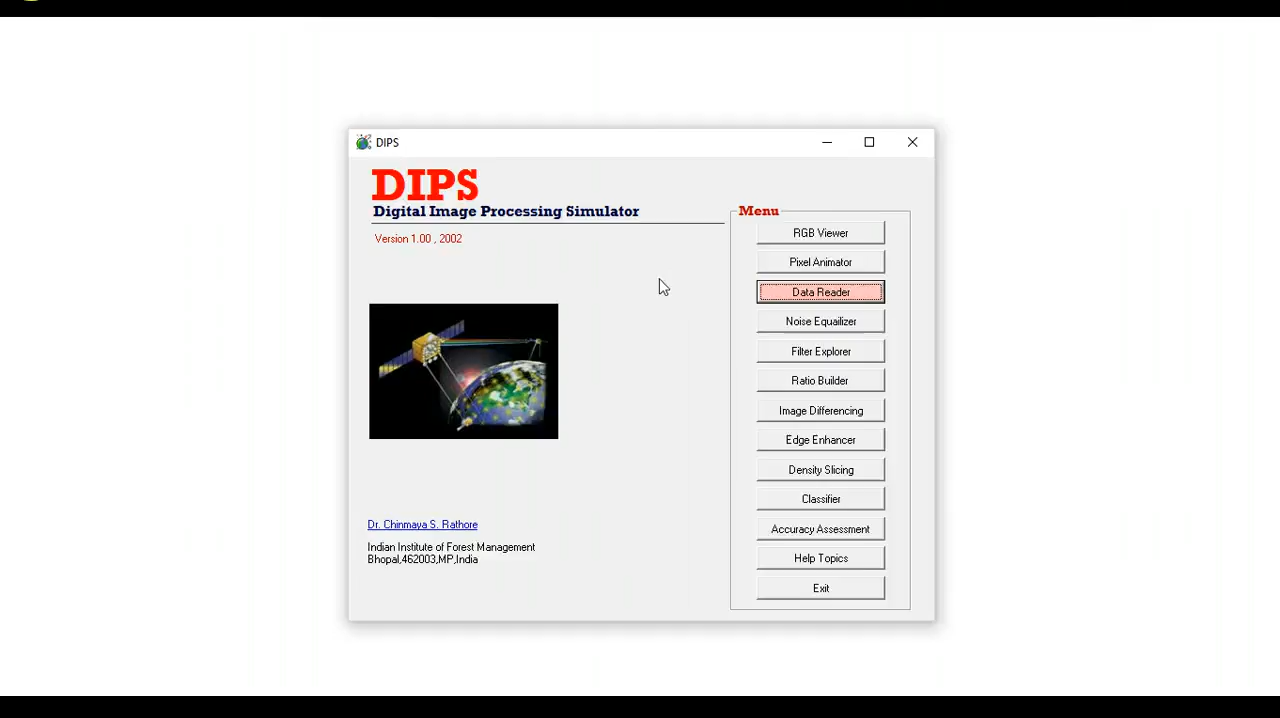 DIPS
DIPS
Digital Image Processing Simulator
Version 1.00 , 2002
Menu
RGB Viewer
Pixel Animator
Data Reader
Noise Equailizer
Filter Explorer
Ratio Builder
Image Differencing
Edge Enhancer
Density Slicing
Classifier
Accuracy Assessment
Help Topics
Exit
Dr. Chinmaya S. Rathore
Indian Institute of Forest Management
Bhopal,462003,MP,India